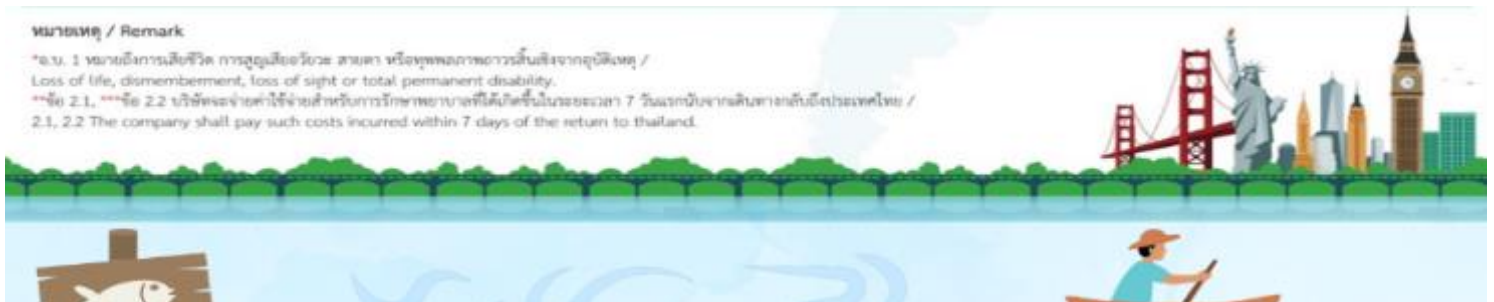 หมายเหตุ / Remark
*อ.บ. 1 หมายถึงการเสียชีวิต การสูญเสียอวัยวะ สายตา หรือทุพพลภาพถาวรสิ้นเชิงจากอุบัติเหตุ /
Loss of life, dismemberment, loss of sight or total permanent disability.
**ข้อ 2.1, ***ข้อ 2.2 บริษัทจะจ่ายค่าใช้จ่ายสำหรับการรักษาพยาบาลที่ได้เกิดขึ้นในระยะเวลา 7 วันแรกนับจากเดินทางกลับถึงประเทศไทย /
2.1, 2.2 The company shall pay such costs incurred within 7 days of the return to thailand.